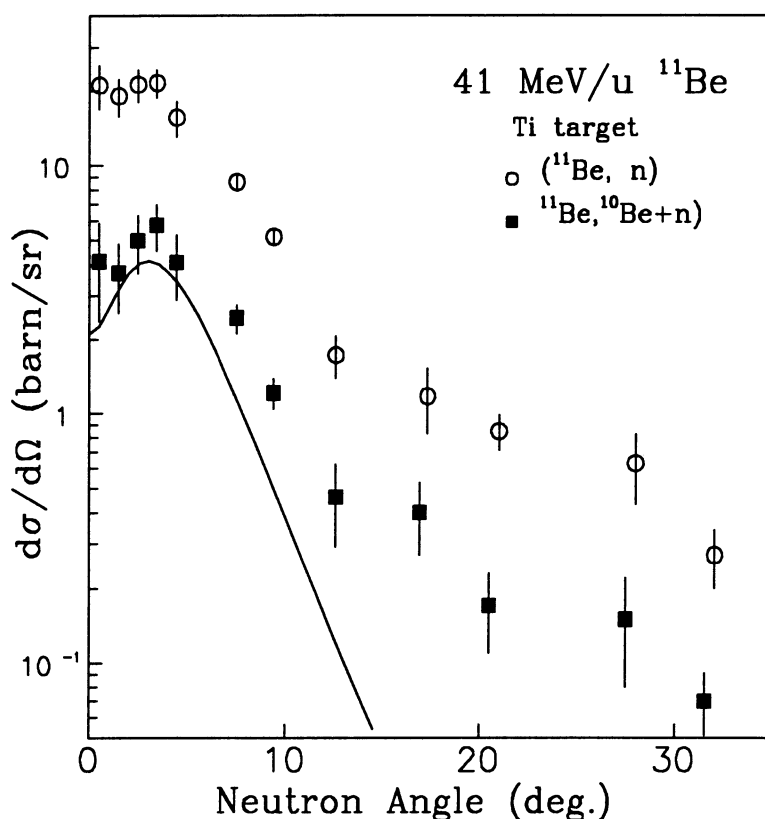 41 MeV/u ¹¹Be
Ti target
(¹¹Be, n)
¹¹Be,¹⁰Be+n)
dσ/dΩ (barn/sr)
10
1
10⁻¹
0
10
20
30
Neutron Angle (deg.)